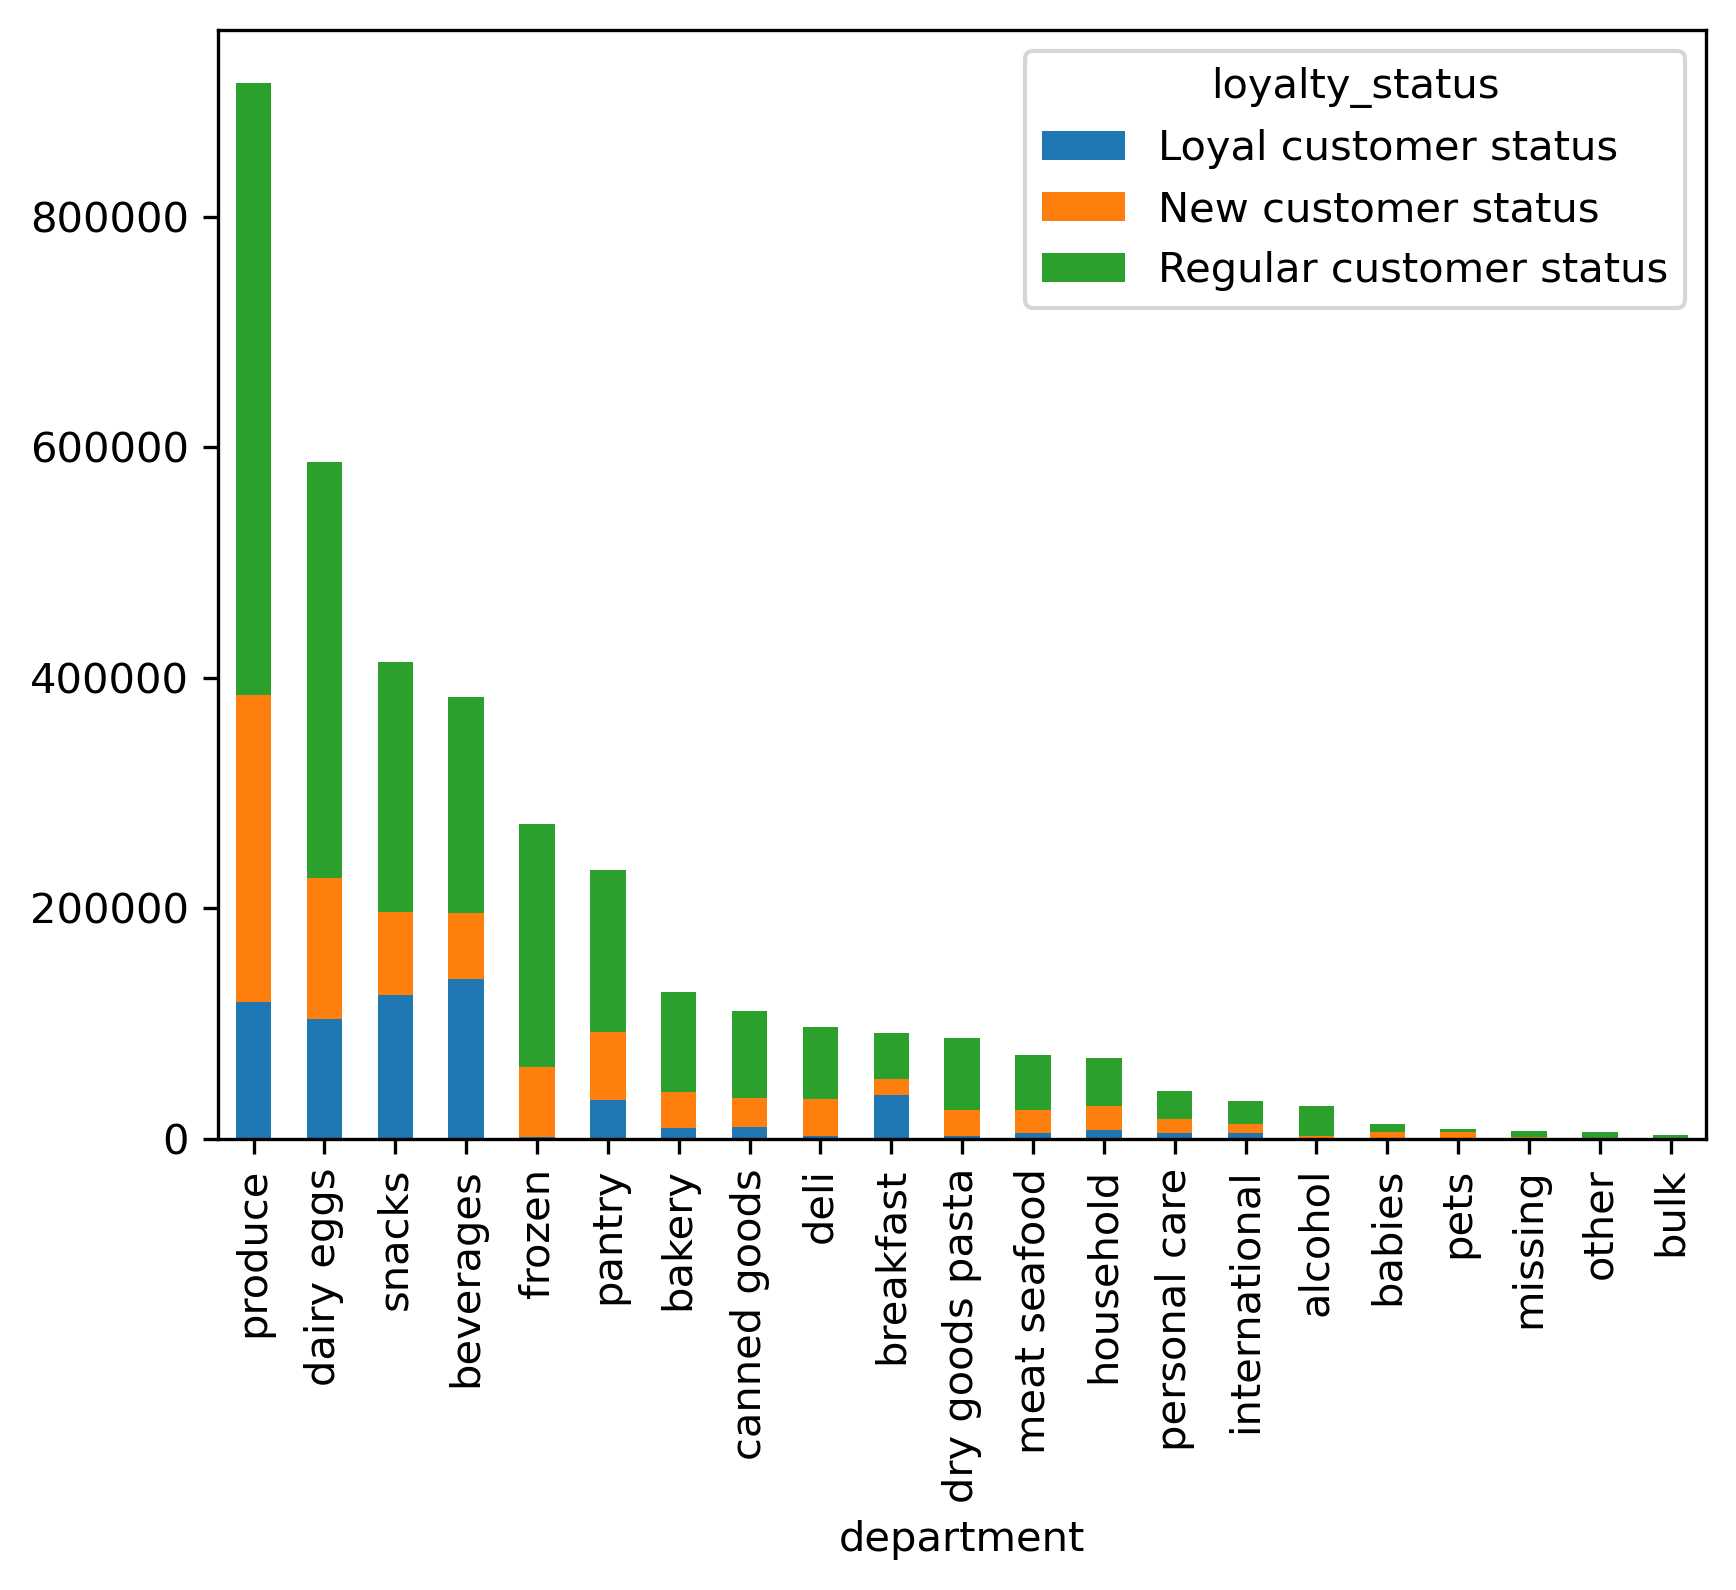 loyalty_status
Loyal customer status
New customer status
Regular customer status
800000
600000
400000
200000
0
produce
dairy eggs
snacks
beverages
frozen
pantry
bakery
canned goods
deli
breakfast
dry goods pasta
meat seafood
household
personal care
international
alcohol
babies
pets
missing
other
bulk
department